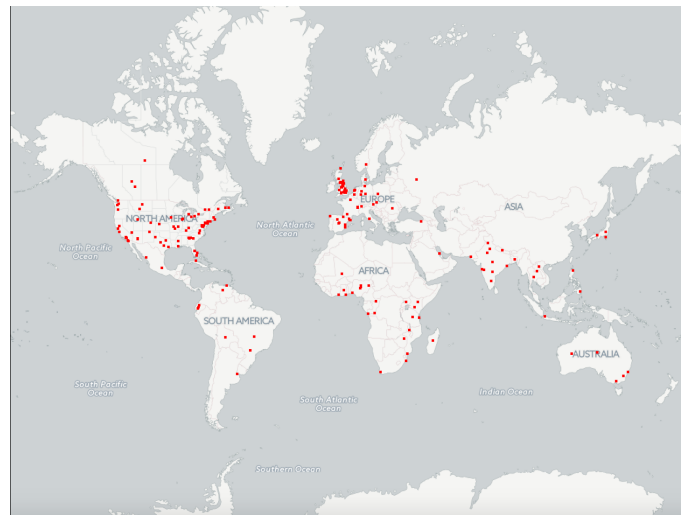 EUROPE
ASIA
NORTH AMERICA
North Atlantic
Ocean
North Pacific
Ocean
AFRICA
SOUTH AMERICA
AUSTRALIA
South Pacific
Ocean
Indian Ocean
South Atlantic
Ocean
Southern Ocean